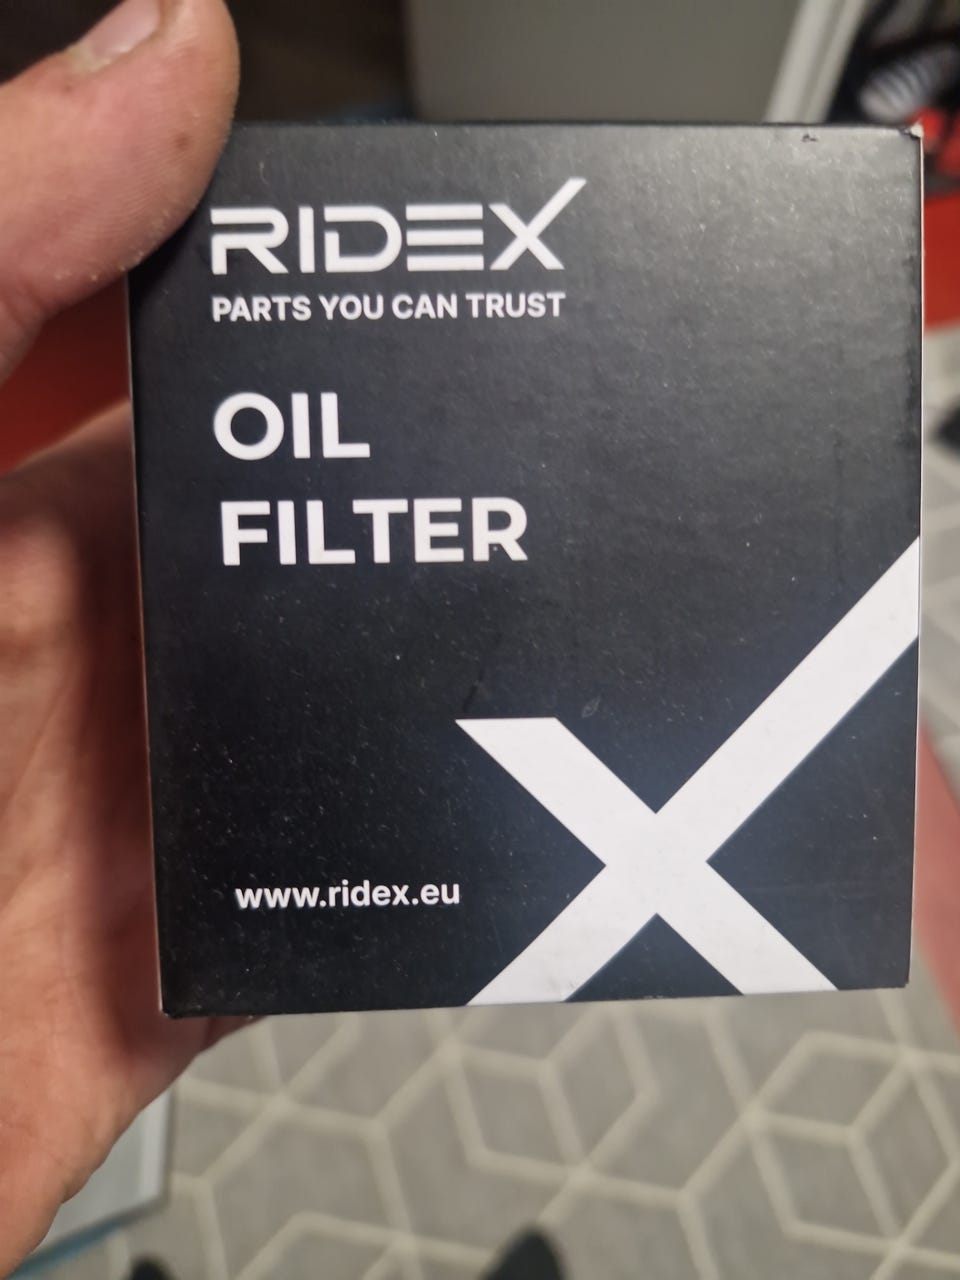 RIDEX
PARTS YOU CAN TRUST
OIL
FILTER
www.ridex.eu